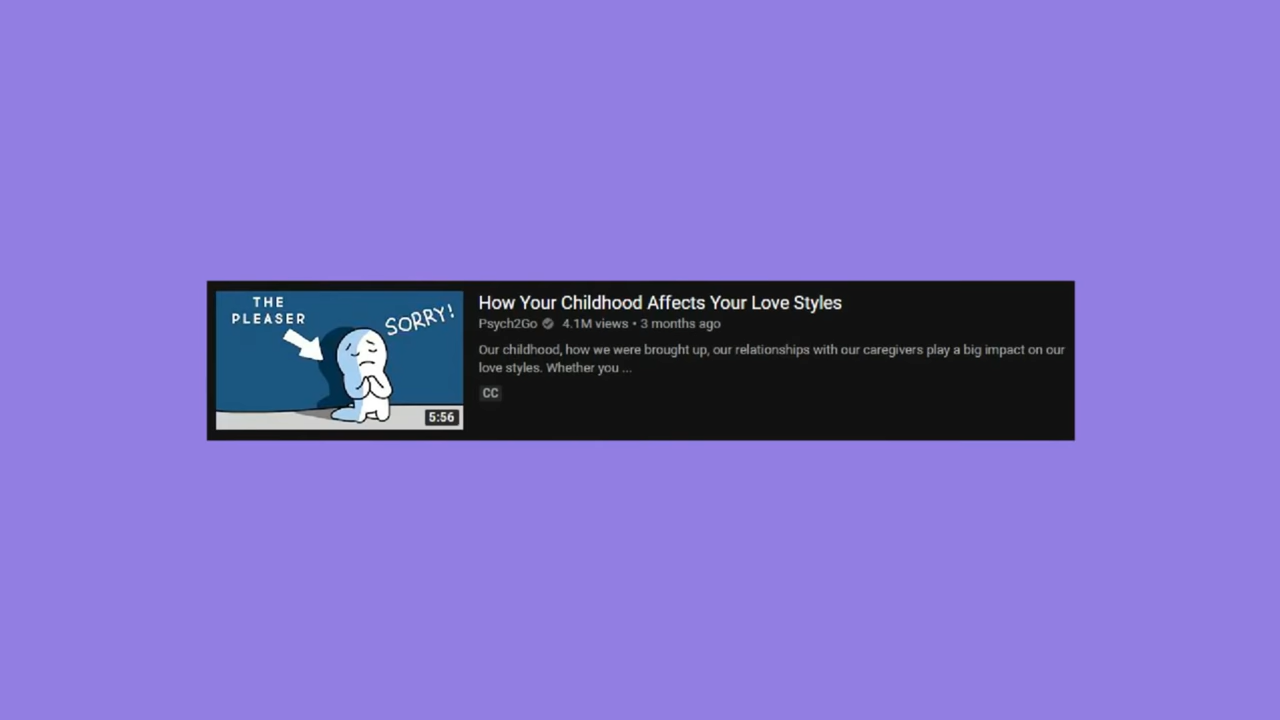 THE
PLEASER
SORRY!
5:56
How Your Childhood Affects Your Love Styles
Psych2Go 4.1M views • 3 months ago
Our childhood, how we were brought up, our relationships with our caregivers play a big impact on our
love styles. Whether you ...
CC